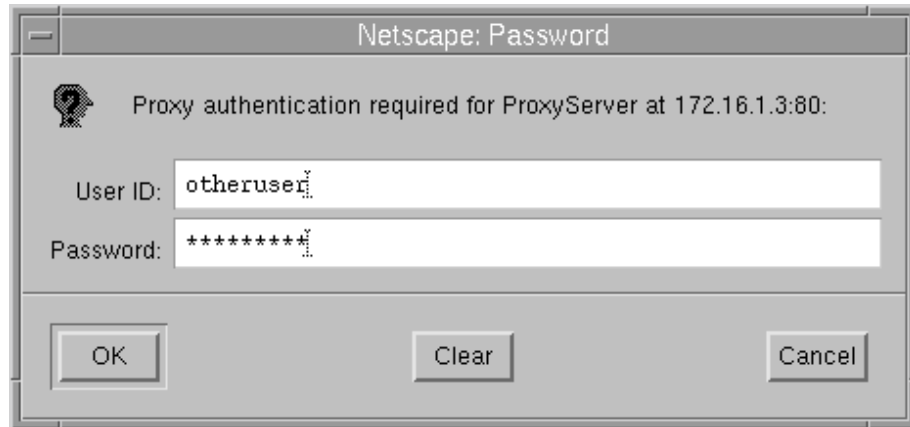 Netscape: Password
Proxy authentication required for ProxyServer at 172.16.1.3:80:
User ID: otheruser
Password: *********
OK Clear Cancel